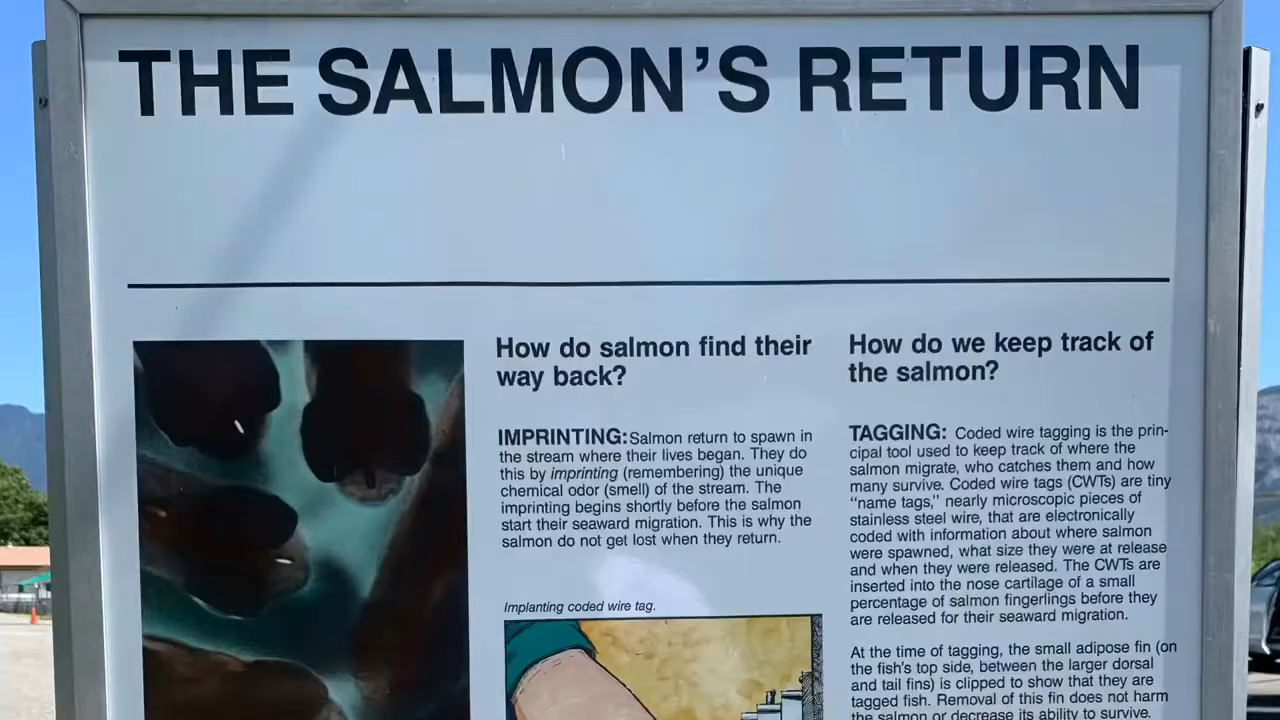 THE SALMON'S RETURN
How do salmon find their
way back?
IMPRINTING: Salmon return to spawn in
the stream where their lives began. They do
this by imprinting (remembering) the unique
chemical odor (smell) of the stream. The
imprinting begins shortly before the salmon
start their seaward migration. This is why the
salmon do not get lost when they return.
Implanting coded wire tag.
How do we keep track of
the salmon?
TAGGING: Coded wire tagging is the prin-
cipal tool used to keep track of where the
salmon migrate, who catches them and how
many survive. Coded wire tags (CWTs) are tiny
“name tags,” nearly microscopic pieces of
stainless steel wire, that are electronically
coded with information about where salmon
were spawned, what size they were at release
and when they were released. The CWTs are
inserted into the nose cartilage of a small
percentage of salmon fingerlings before they
are released for their seaward migration.
At the time of tagging, the small adipose fin (on
the fish's top side, between the larger dorsal
and tail fins) is clipped to show that they are
tagged fish. Removal of this fin does not harm
the salmon or decrease its ability to survive.